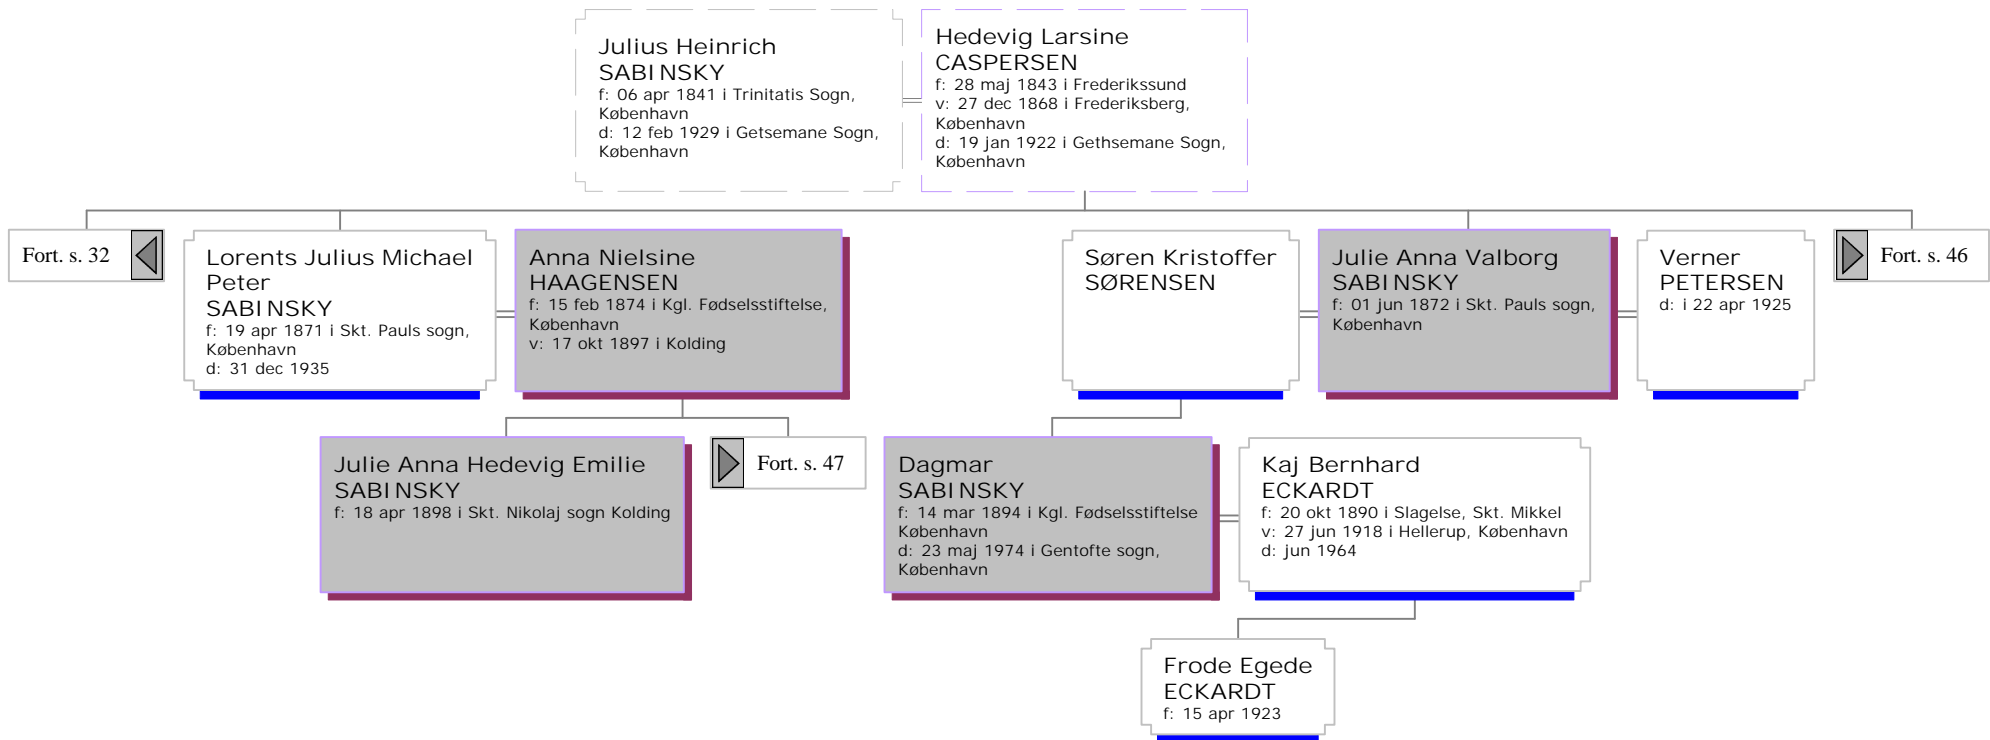 Julius Heinrich
SABINSKY
f: 06 apr 1841 i Trinitatis Sogn,
København
d: 12 feb 1929 i Getsemane Sogn,
København
Hedevig Larsine
CASPERSEN
f: 28 maj 1843 i Frederikssund
v: 27 dec 1868 i Frederiksberg,
København
d: 19 jan 1922 i Gethsemane Sogn,
København
Fort. s. 32
Lorents Julius Michael
Peter
SABINSKY
f: 19 apr 1871 i Skt. Pauls sogn,
København
d: 31 dec 1935
Anna Nielsine
HAAGENSEN
f: 15 feb 1874 i Kgl. Fødselsstiftelse,
København
v: 17 okt 1897 i Kolding
Søren Kristoffer
SØRENSEN
Julie Anna Valborg
SABINSKY
f: 01 jun 1872 i Skt. Pauls sogn,
København
Verner
PETERSEN
d: i 22 apr 1925
Fort. s. 46
Julie Anna Hedevig Emilie
SABINSKY
f: 18 apr 1898 i Skt. Nikolaj sogn Kolding
Fort. s. 47
Dagmar
SABINSKY
f: 14 mar 1894 i Kgl. Fødselsstiftelse
København
d: 23 maj 1974 i Gentofte sogn,
København
Kaj Bernhard
ECKARDT
f: 20 okt 1890 i Slagelse, Skt. Mikkel
v: 27 jun 1918 i Hellerup, København
d: jun 1964
Frode Egede
ECKARDT
f: 15 apr 1923